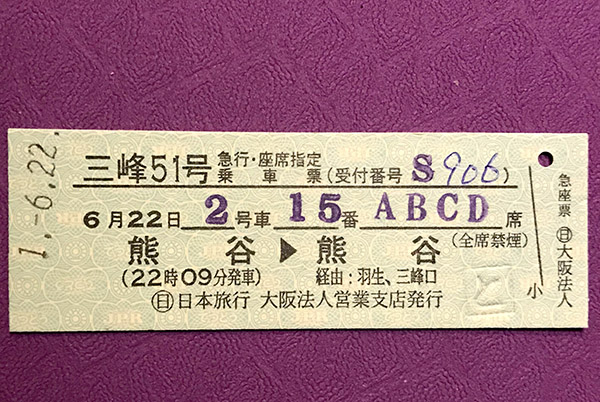 1.-6.22.
三峰51号 急行・座席指定乗車票 (受付番号 S906)
6月22日 2号車 15番 ABCD 席
熊谷 ▶ 熊谷 (全席禁煙)
(22時09分発車) 経由:羽生、三峰口
㊐日本旅行 大阪法人営業支店発行
小
急座票 ㊐大阪法人